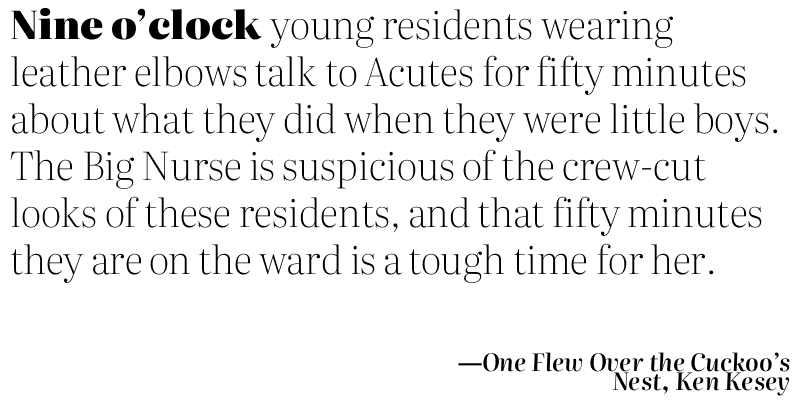 Nine o’clock young residents wearing
leather elbows talk to Acutes for fifty minutes
about what they did when they were little boys.
The Big Nurse is suspicious of the crew-cut
looks of these residents, and that fifty minutes
they are on the ward is a tough time for her.
—One Flew Over the Cuckoo’s
Nest, Ken Kesey